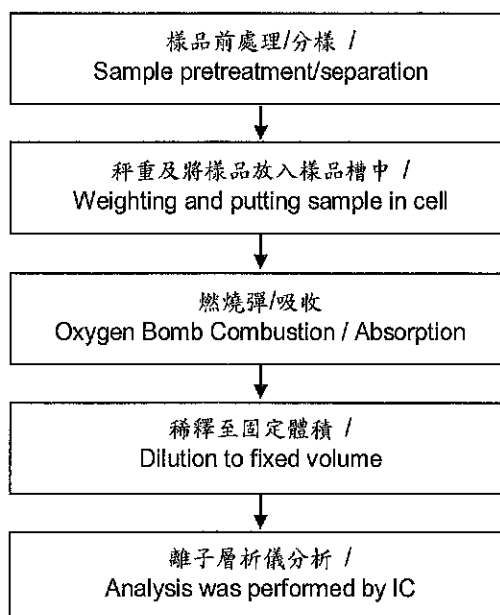 樣品前處理/分樣 /
Sample pretreatment/separation
秤重及將樣品放入樣品槽中 /
Weighting and putting sample in cell
燃燒彈/吸收
Oxygen Bomb Combustion / Absorption
稀釋至固定體積 /
Dilution to fixed volume
離子層析儀分析 /
Analysis was performed by IC